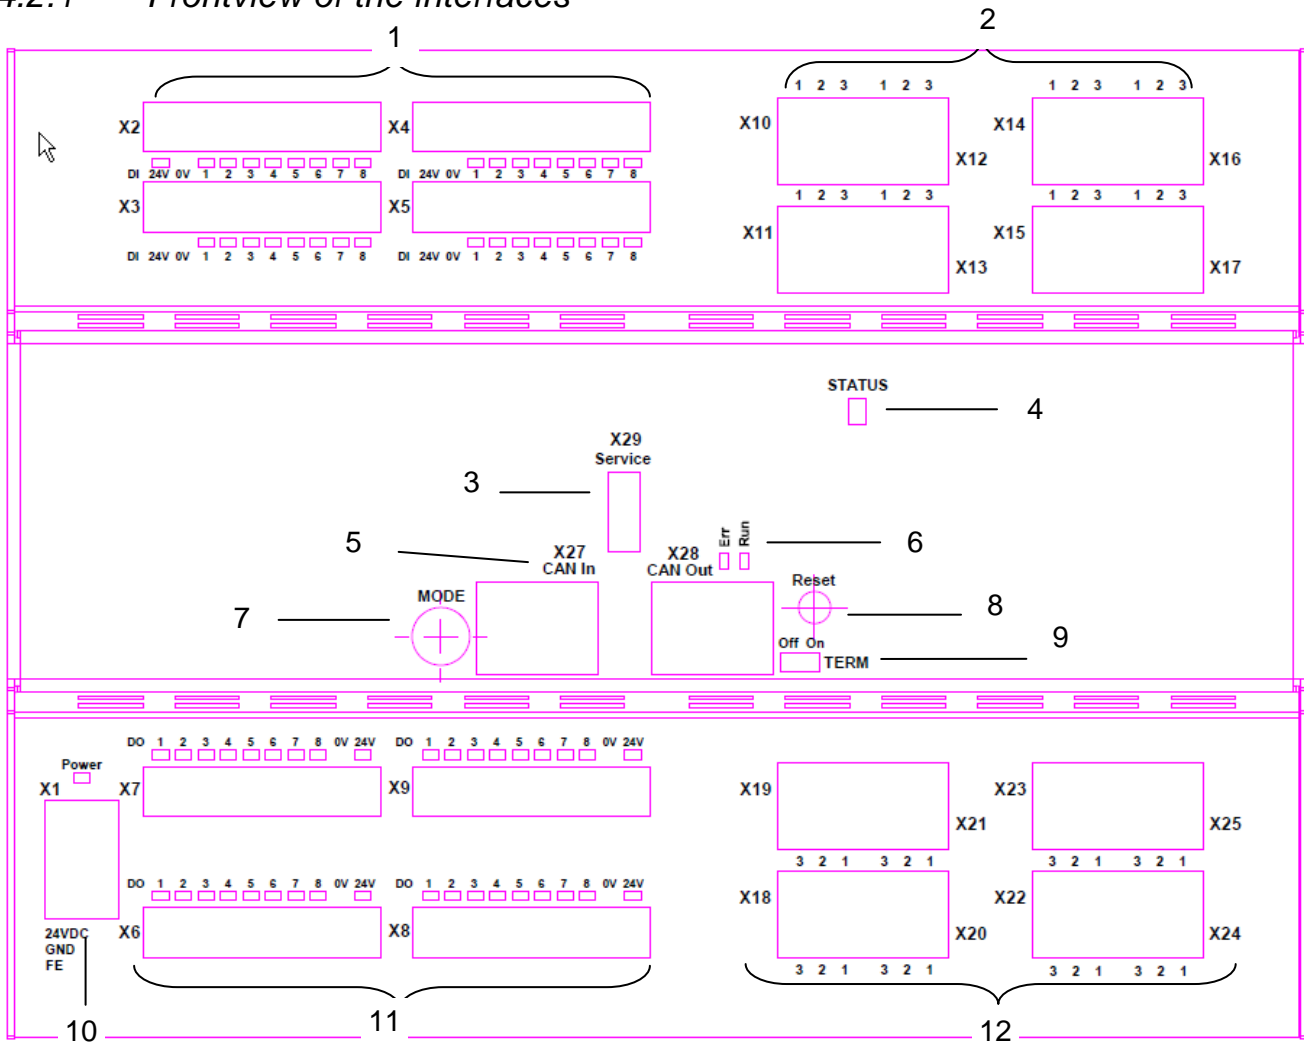 4.2.1 Frontview of the interfaces
1 2
1 2 3 1 2 3 1 2 3 1 2 3
X2 X4 X10 X14
X12 X16
DI 24V 0V 1 2 3 4 5 6 7 8 DI 24V 0V 1 2 3 4 5 6 7 8
1 2 3 1 2 3 1 2 3 1 2 3
X3 X5 X11 X15
DI 24V 0V 1 2 3 4 5 6 7 8 DI 24V 0V 1 2 3 4 5 6 7 8
X13 X17
STATUS
4
X29
Service
3
5 6
Err Run
X27 X28
CAN In CAN Out
Reset
MODE
7 8
Off On
9
TERM
DO 1 2 3 4 5 6 7 8 0V 24V DO 1 2 3 4 5 6 7 8 0V 24V
Power
X1 X7 X9 X19 X23
X21 X25
3 2 1 3 2 1 3 2 1 3 2 1
DO 1 2 3 4 5 6 7 8 0V 24V DO 1 2 3 4 5 6 7 8 0V 24V
X18 X22
24VDC X6 X8 X20 X24
GND
FE
3 2 1 3 2 1 3 2 1 3 2 1
10 11 12